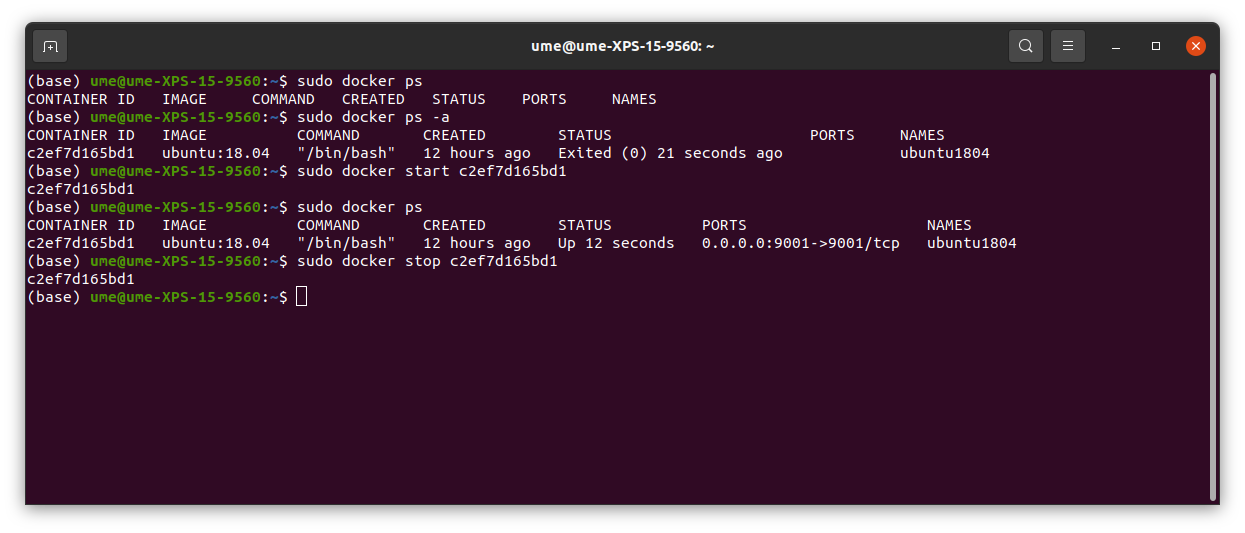 ume@ume-XPS-15-9560: ~
(base) ume@ume-XPS-15-9560:~$ sudo docker ps
CONTAINER ID   IMAGE     COMMAND   CREATED   STATUS    PORTS     NAMES
(base) ume@ume-XPS-15-9560:~$ sudo docker ps -a
CONTAINER ID   IMAGE          COMMAND       CREATED        STATUS                      PORTS     NAMES
c2ef7d165bd1   ubuntu:18.04   "/bin/bash"   12 hours ago   Exited (0) 21 seconds ago             ubuntu1804
(base) ume@ume-XPS-15-9560:~$ sudo docker start c2ef7d165bd1
c2ef7d165bd1
(base) ume@ume-XPS-15-9560:~$ sudo docker ps
CONTAINER ID   IMAGE          COMMAND       CREATED        STATUS          PORTS                    NAMES
c2ef7d165bd1   ubuntu:18.04   "/bin/bash"   12 hours ago   Up 12 seconds   0.0.0.0:9001->9001/tcp   ubuntu1804
(base) ume@ume-XPS-15-9560:~$ sudo docker stop c2ef7d165bd1
c2ef7d165bd1
(base) ume@ume-XPS-15-9560:~$